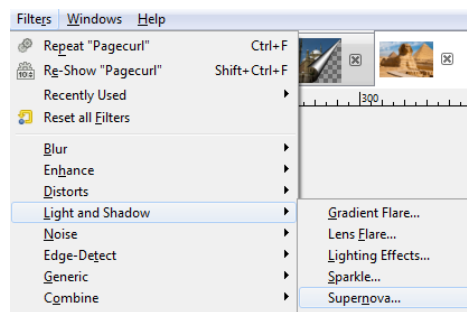 Filters Windows Help
Repeat "Pagecurl" Ctrl+F
Re-Show "Pagecurl" Shift+Ctrl+F
Recently Used
Reset all Filters
300
Blur
Enhance
Distorts
Light and Shadow
Noise
Edge-Detect
Generic
Combine
Gradient Flare...
Lens Flare...
Lighting Effects...
Sparkle...
Supernova...